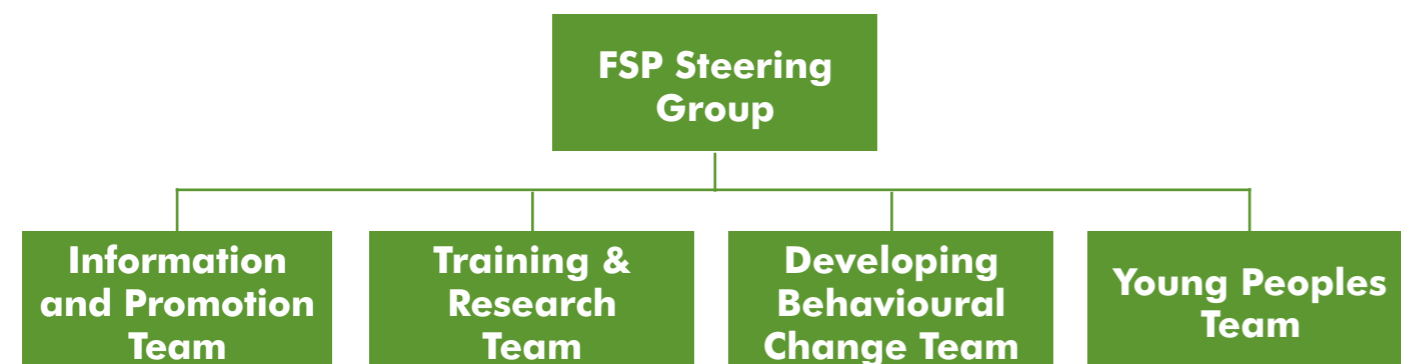 FSP Steering
Group
Information
and Promotion
Team
Training &
Research
Team
Developing
Behavioural
Change Team
Young Peoples
Team